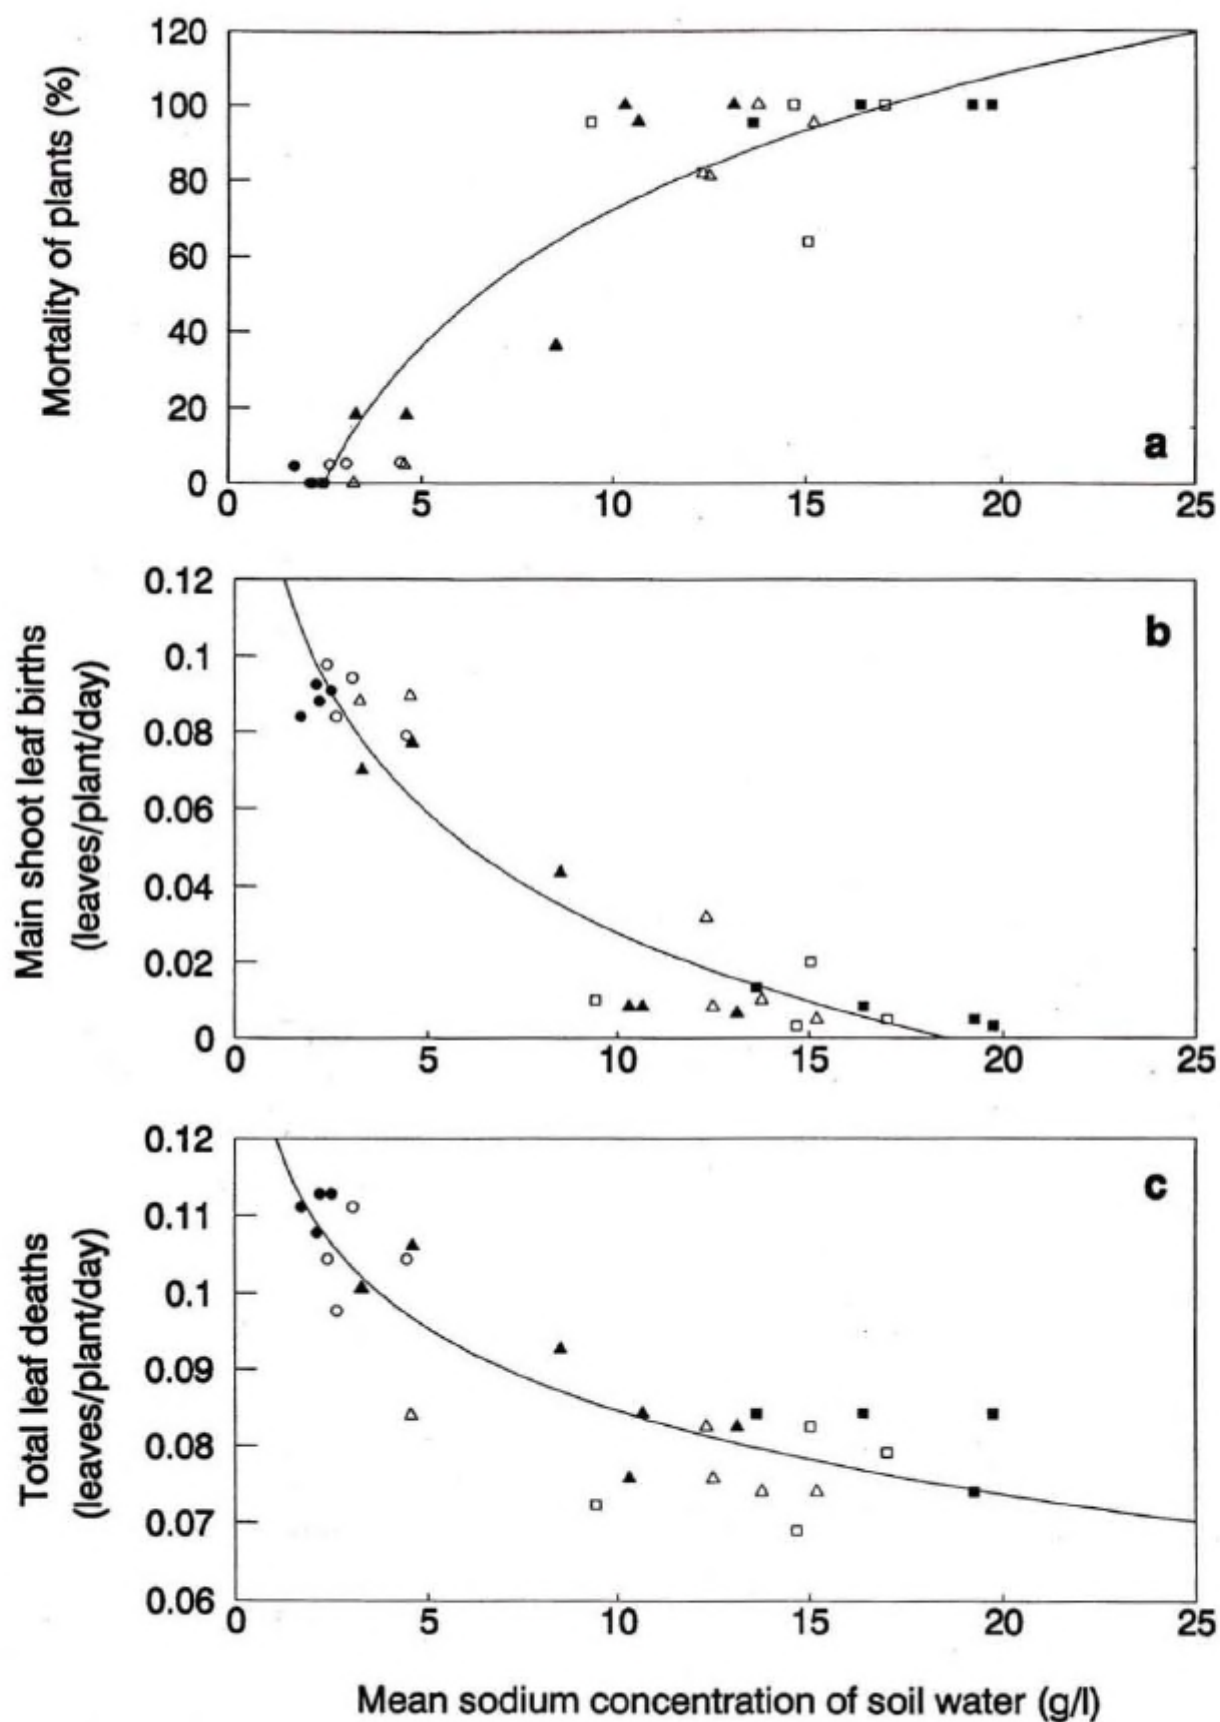 Mortality of plants (%)
120
100
80
60
40
20
0
0 5 10 15 20 25
a
Main shoot leaf births
(leaves/plant/day)
0.12
0.1
0.08
0.06
0.04
0.02
0
0 5 10 15 20 25
b
Total leaf deaths
(leaves/plant/day)
0.12
0.11
0.1
0.09
0.08
0.07
0.06
0 5 10 15 20 25
c
Mean sodium concentration of soil water (g/l)